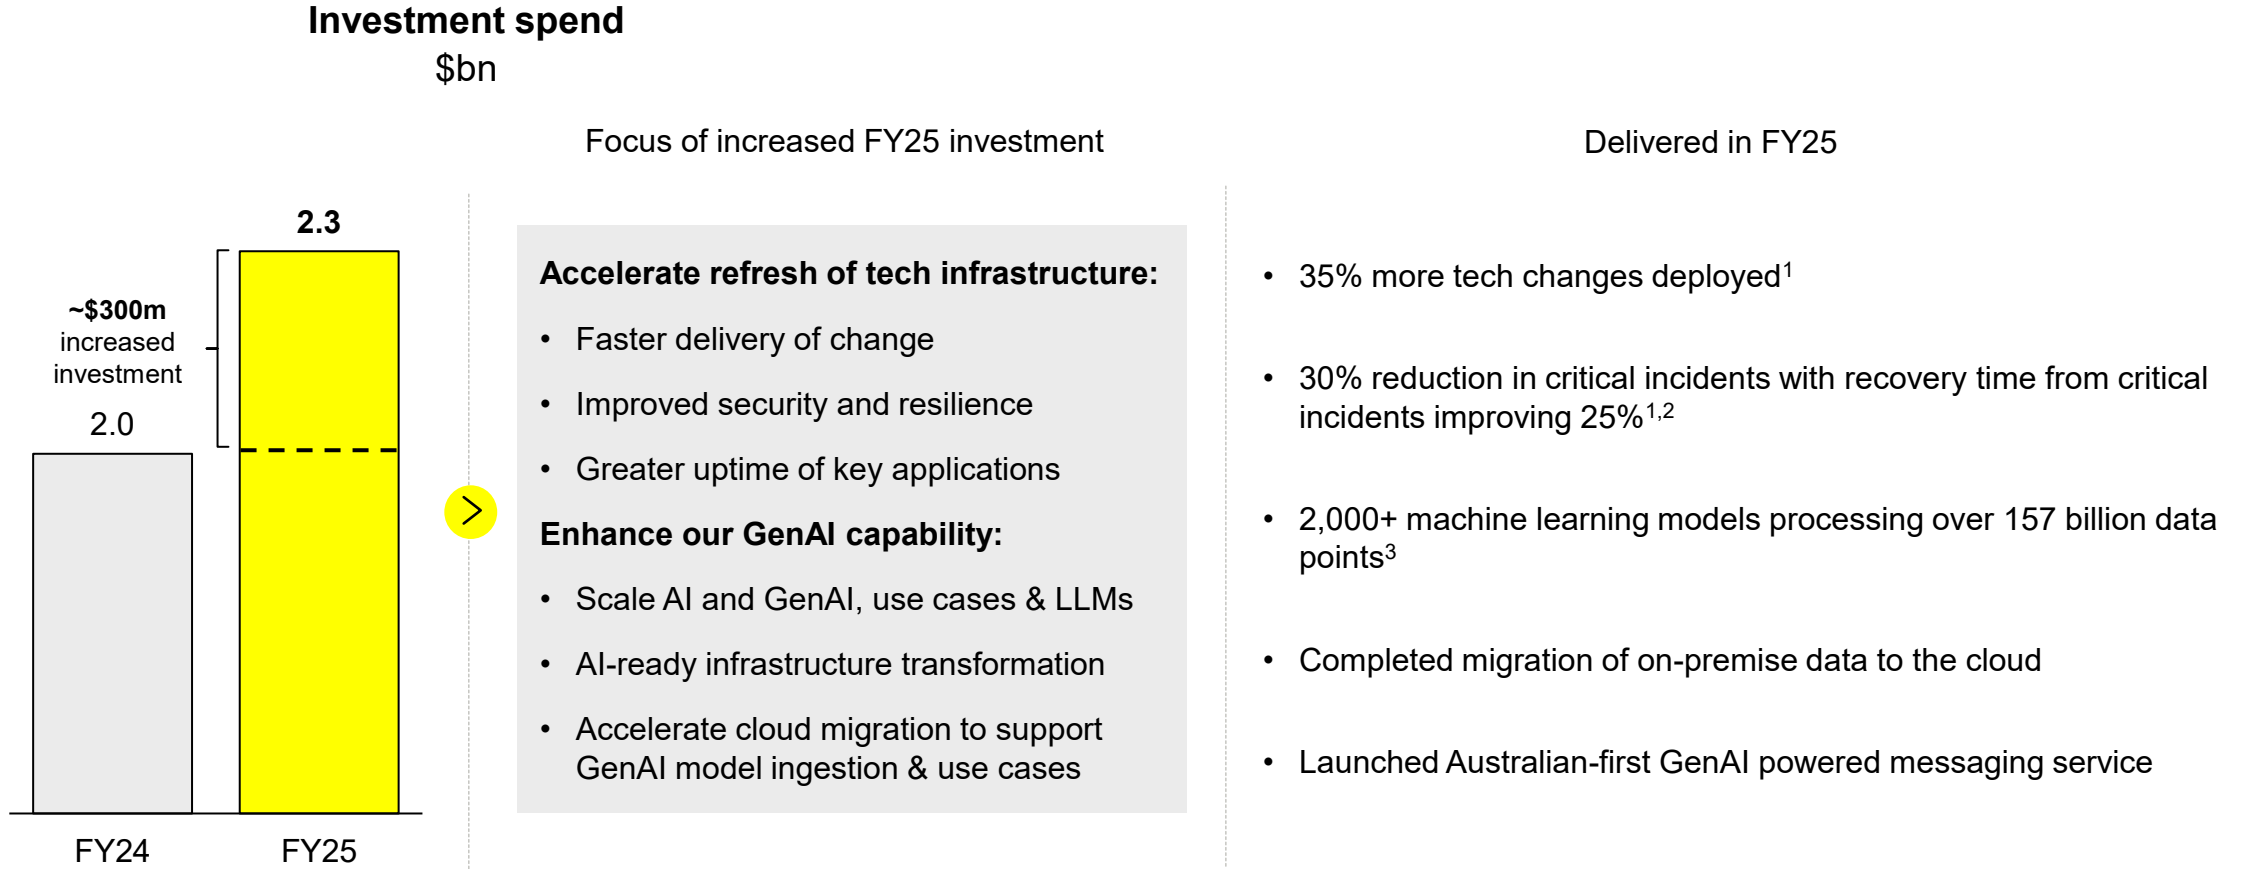 Investment spend
$bn
Focus of increased FY25 investment
Delivered in FY25
2.3
~$300m
increased
investment
2.0
FY24
FY25
>
Accelerate refresh of tech infrastructure:
• Faster delivery of change
• Improved security and resilience
• Greater uptime of key applications
Enhance our GenAI capability:
• Scale AI and GenAI, use cases & LLMs
• AI-ready infrastructure transformation
• Accelerate cloud migration to support
GenAI model ingestion & use cases
• 35% more tech changes deployed¹
• 30% reduction in critical incidents with recovery time from critical
incidents improving 25%¹,²
• 2,000+ machine learning models processing over 157 billion data
points³
• Completed migration of on-premise data to the cloud
• Launched Australian-first GenAI powered messaging service